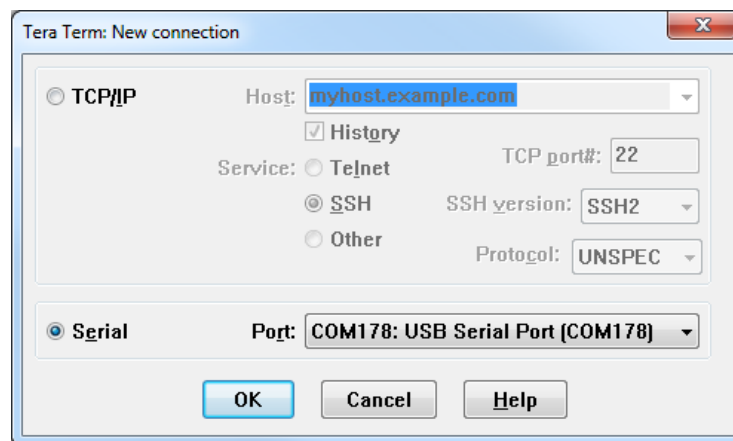 Tera Term: New connection
TCP/IP
Host: myhost.example.com
History
Service: Telnet
TCP port#: 22
SSH
SSH version: SSH2
Other
Protocol: UNSPEC
Serial
Port: COM178: USB Serial Port (COM178)
OK
Cancel
Help